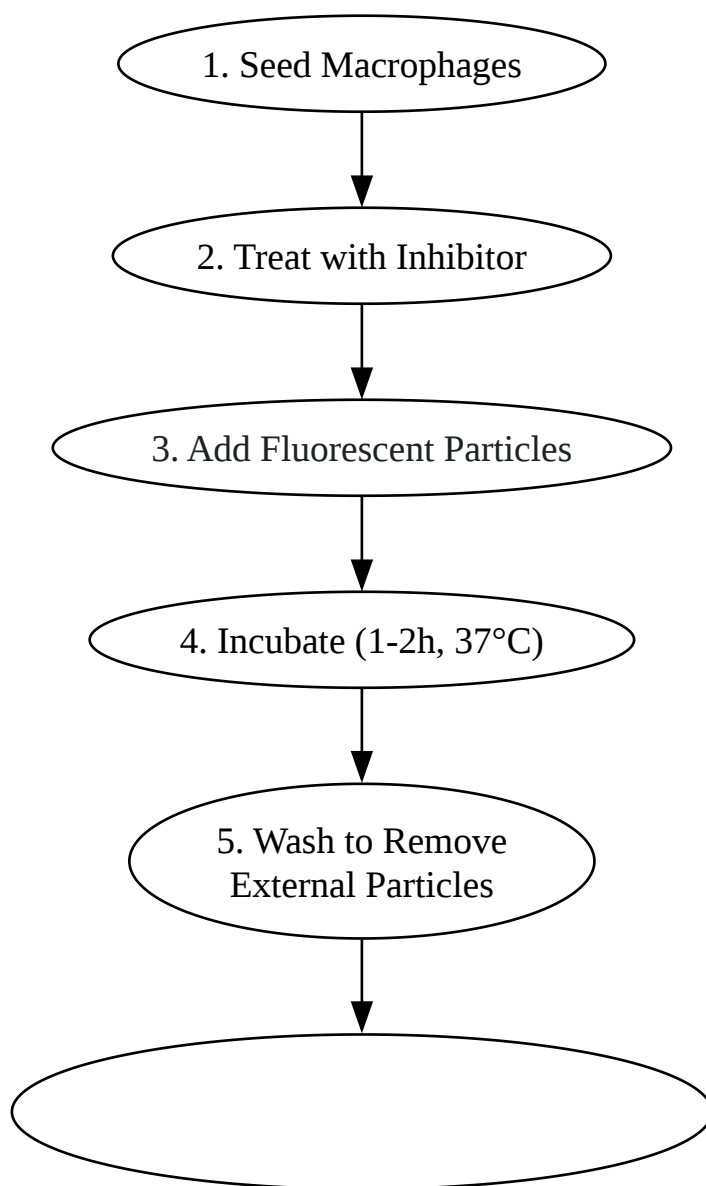 1. Seed Macrophages
2. Treat with Inhibitor
3. Add Fluorescent Particles
4. Incubate (1-2h, 37°C)
5. Wash to Remove
External Particles